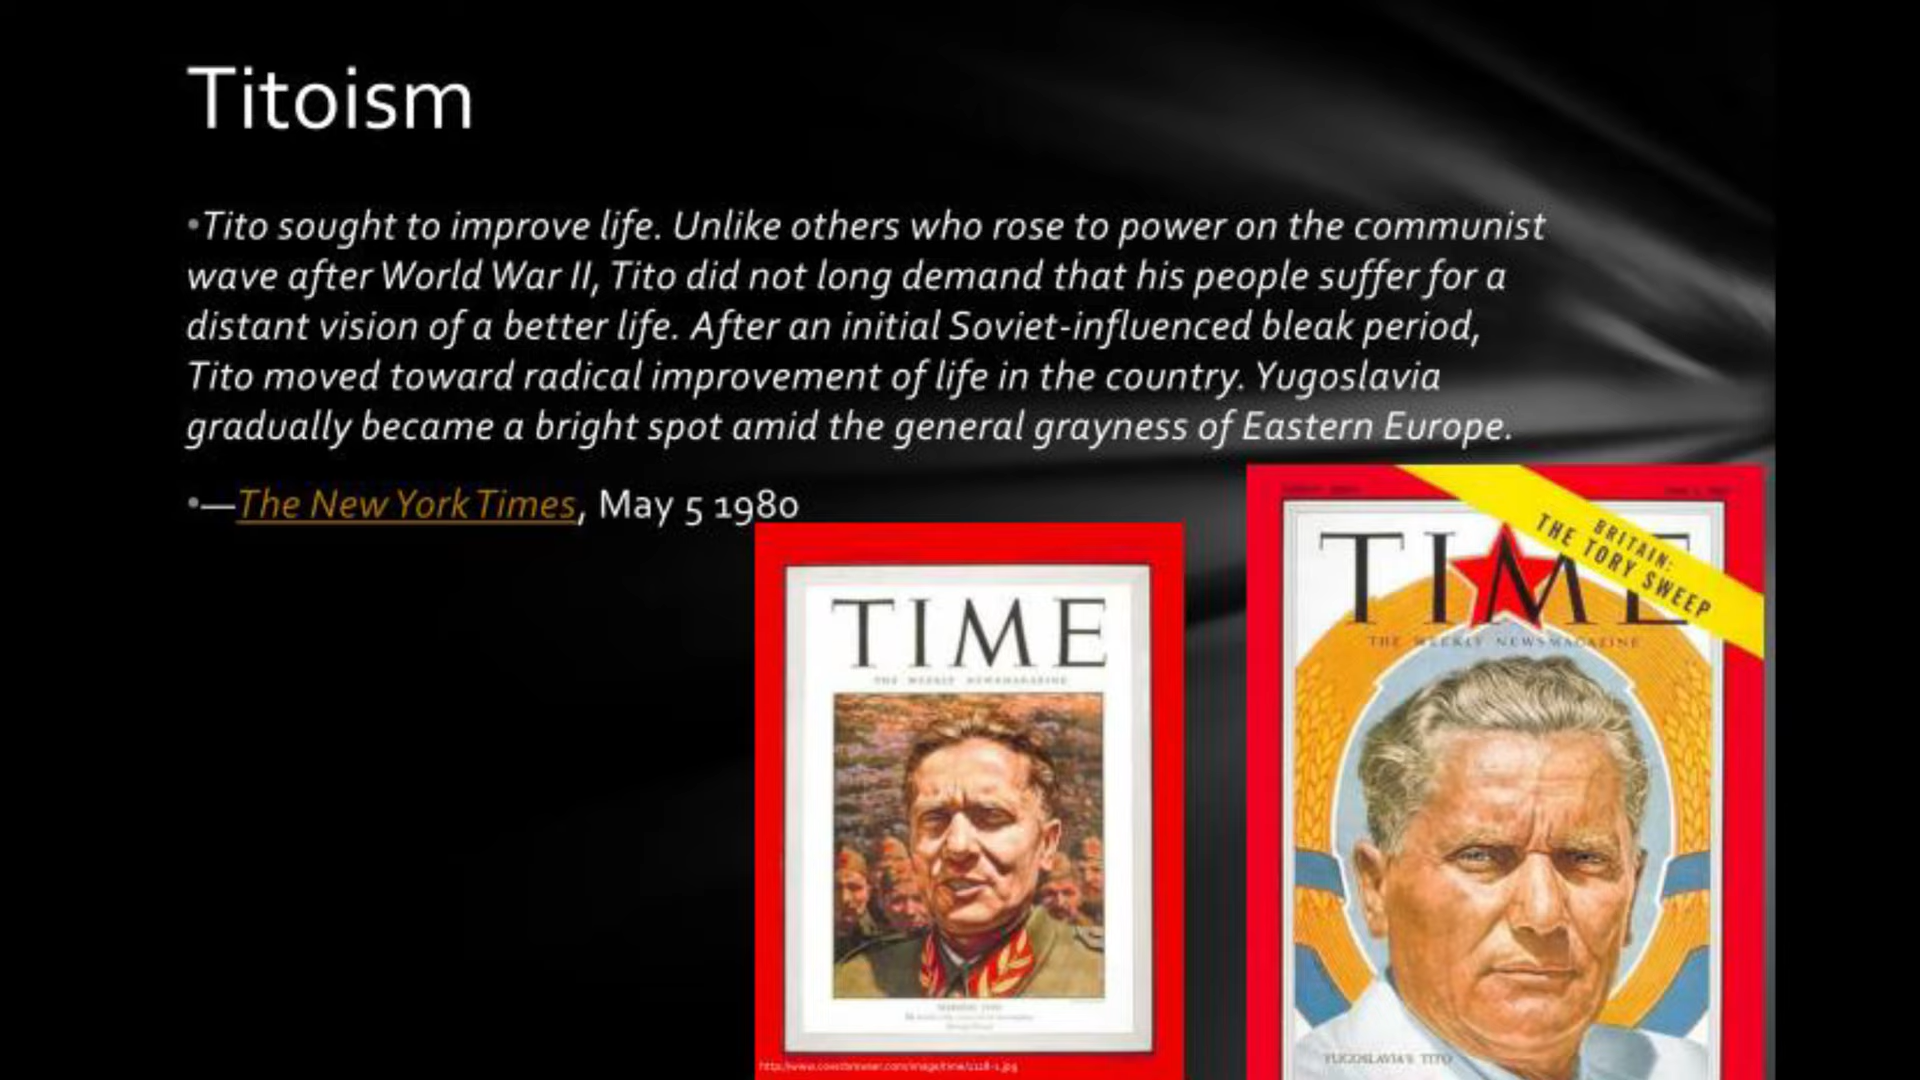 Titoism
•Tito sought to improve life. Unlike others who rose to power on the communist
wave after World War II, Tito did not long demand that his people suffer for a
distant vision of a better life. After an initial Soviet-influenced bleak period,
Tito moved toward radical improvement of life in the country. Yugoslavia
gradually became a bright spot amid the general grayness of Eastern Europe.
•—The New York Times, May 5 1980
TIME
THE WEEKLY NEWSMAGAZINE
BRITAIN:
THE TORY SWEEP
TIME
THE WEEKLY NEWSMAGAZINE
YUGOSLAVIA'S TITO